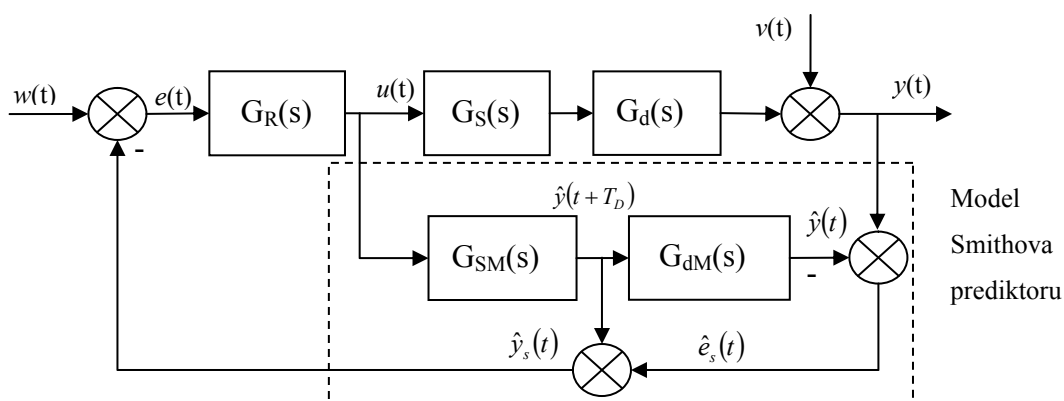 v(t)
w(t)
e(t)
G_R(s)
u(t)
G_S(s)
G_d(s)
y(t)
-
ŷ(t + T_D)
ŷ(t)
Model
Smithova
prediktoru
G_SM(s)
G_dM(s)
-
ŷ_s(t)
ê_s(t)